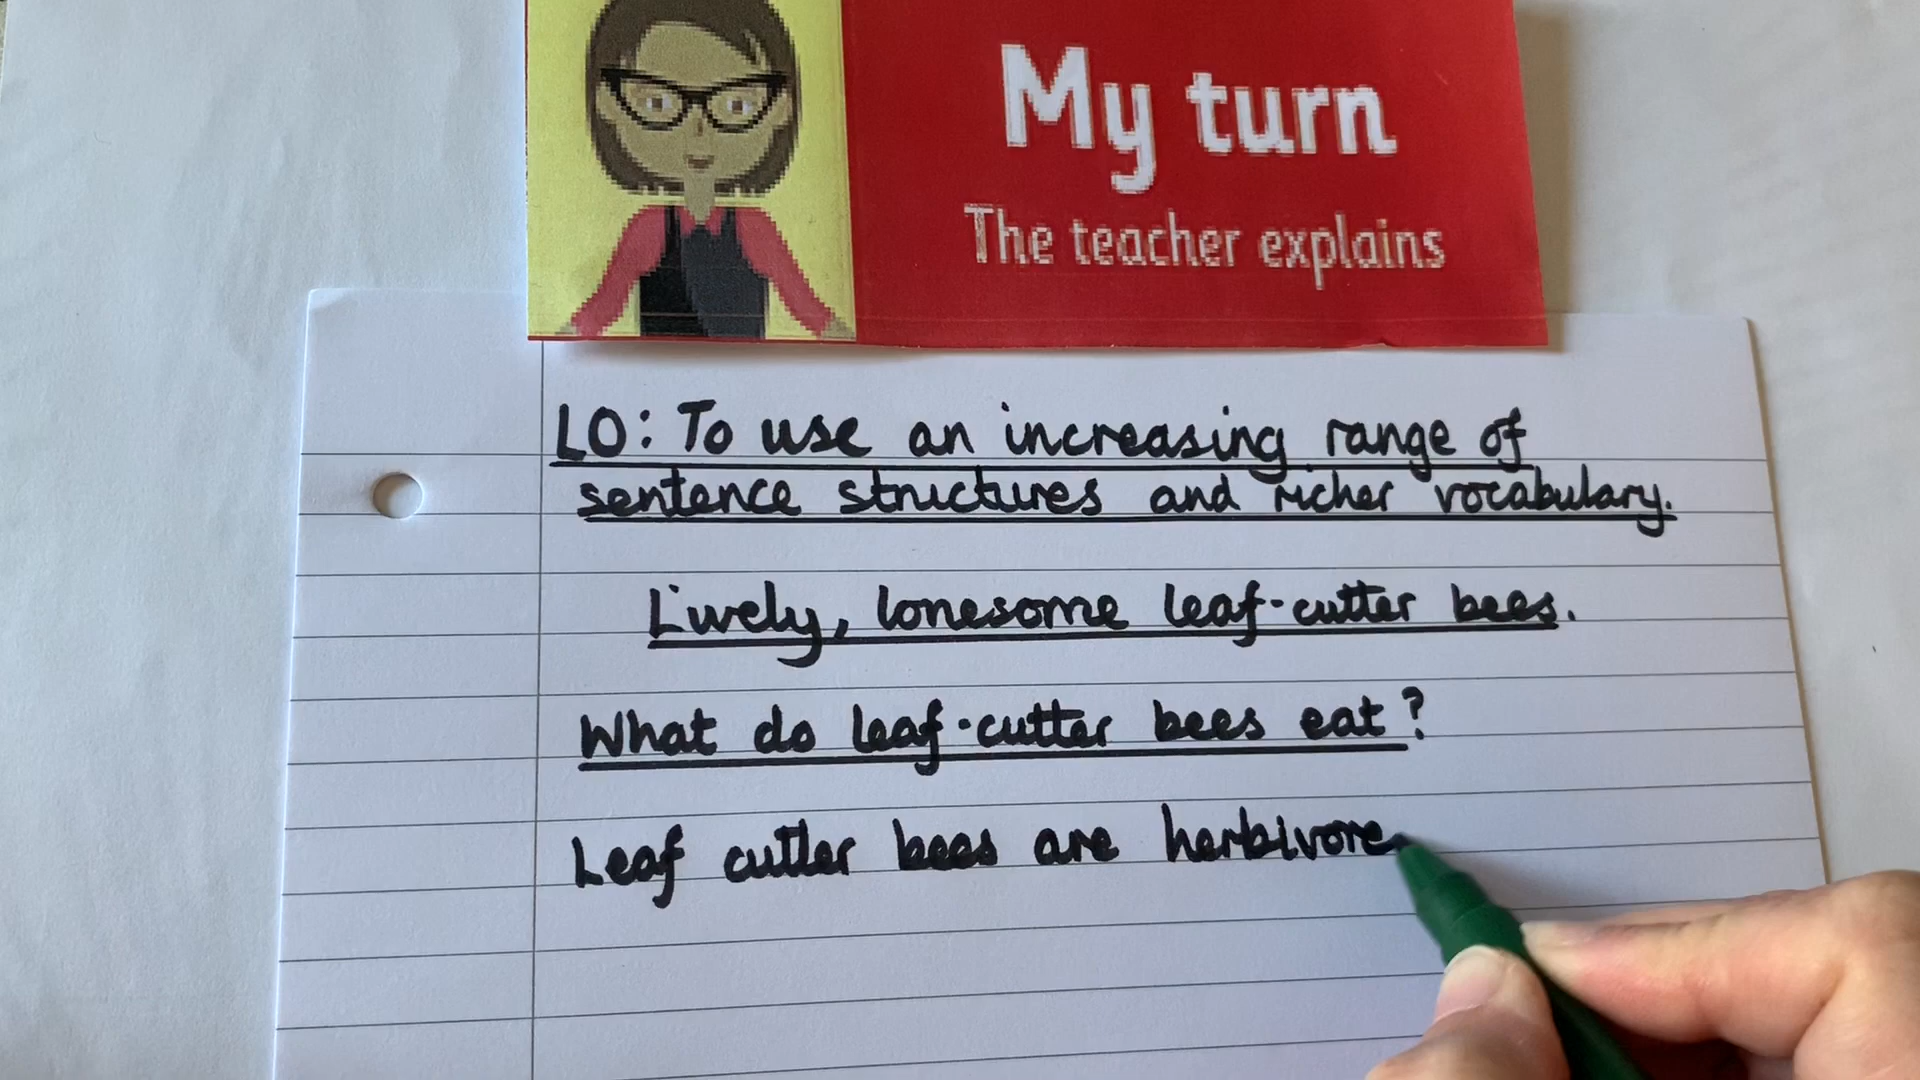 My turn
The teacher explains
LO: To use an increasing range of
sentence structures and richer vocabulary.
Lively, lonesome leaf-cutter bees.
What do leaf-cutter bees eat?
Leaf cutter bees are herbivore